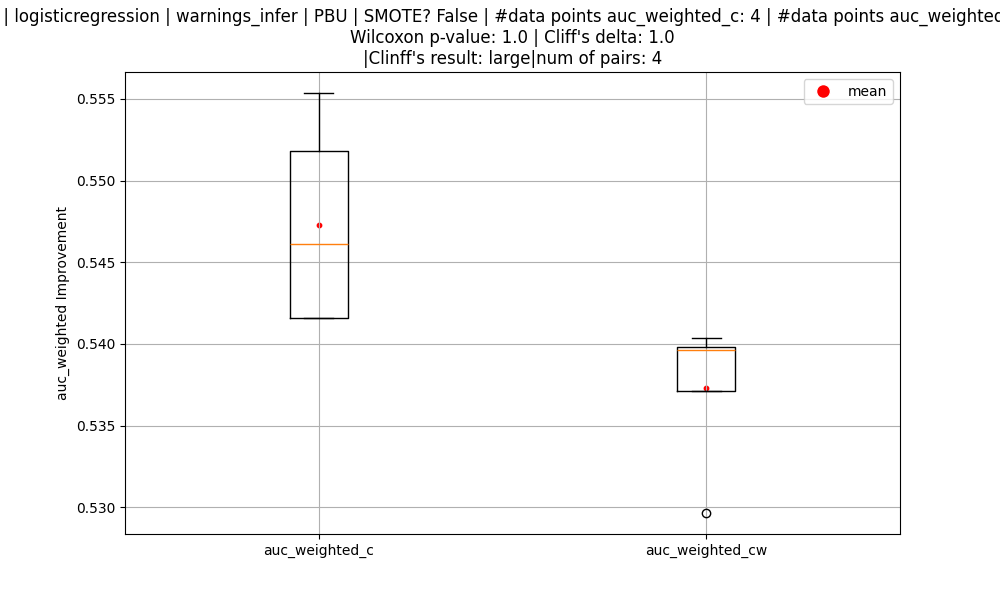 | logisticregression | warnings_infer | PBU | SMOTE? False | #data points auc_weighted_c: 4 | #data points auc_weighted
Wilcoxon p-value: 1.0 | Cliff's delta: 1.0
|Clinff's result: large|num of pairs: 4
mean
0.555
0.550
0.545
0.540
0.535
0.530
auc_weighted Improvement
auc_weighted_c
auc_weighted_cw